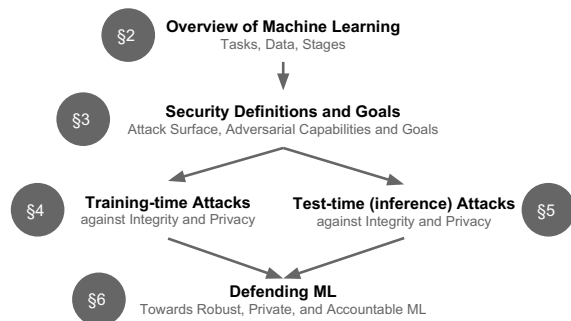 §2
Overview of Machine Learning
Tasks, Data, Stages
§3
Security Definitions and Goals
Attack Surface, Adversarial Capabilities and Goals
§4
Training-time Attacks
against Integrity and Privacy
Test-time (inference) Attacks
against Integrity and Privacy
§5
§6
Defending ML
Towards Robust, Private, and Accountable ML